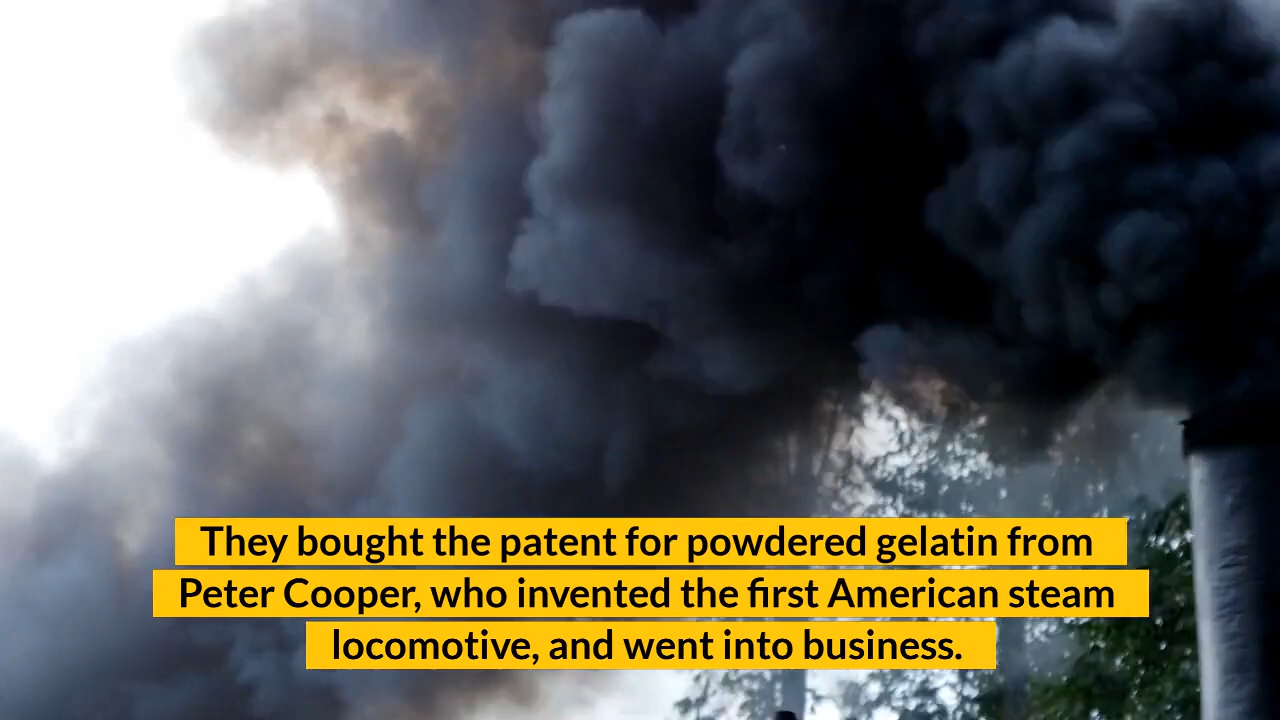 They bought the patent for powdered gelatin from
Peter Cooper, who invented the first American steam
locomotive, and went into business.